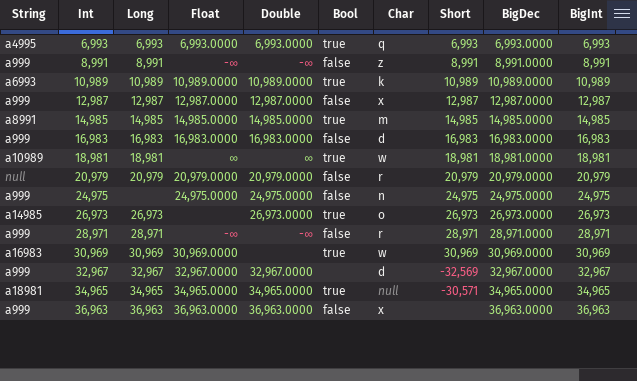 String Int Long Float Double Bool Char Short BigDec BigInt
a4995 6,993 6,993 6,993.0000 6,993.0000 true q 6,993 6,993.0000 6,993
a999 8,991 8,991 -∞ -∞ false z 8,991 8,991.0000 8,991
a6993 10,989 10,989 10,989.0000 10,989.0000 true k 10,989 10,989.0000 10,989
a999 12,987 12,987 12,987.0000 12,987.0000 false x 12,987 12,987.0000 12,987
a8991 14,985 14,985 14,985.0000 14,985.0000 true m 14,985 14,985.0000 14,985
a999 16,983 16,983 16,983.0000 16,983.0000 false d 16,983 16,983.0000 16,983
a10989 18,981 18,981 ∞ ∞ true w 18,981 18,981.0000 18,981
null 20,979 20,979 20,979.0000 20,979.0000 false r 20,979 20,979.0000 20,979
a999 24,975 24,975.0000 24,975.0000 false n 24,975 24,975.0000 24,975
a14985 26,973 26,973 26,973.0000 true o 26,973 26,973.0000 26,973
a999 28,971 28,971 -∞ -∞ false r 28,971 28,971.0000 28,971
a16983 30,969 30,969 30,969.0000 true w 30,969 30,969.0000 30,969
a999 32,967 32,967 32,967.0000 32,967.0000 d -32,569 32,967.0000 32,967
a18981 34,965 34,965 34,965.0000 34,965.0000 true null -30,571 34,965.0000 34,965
a999 36,963 36,963 36,963.0000 36,963.0000 false x 36,963.0000 36,963